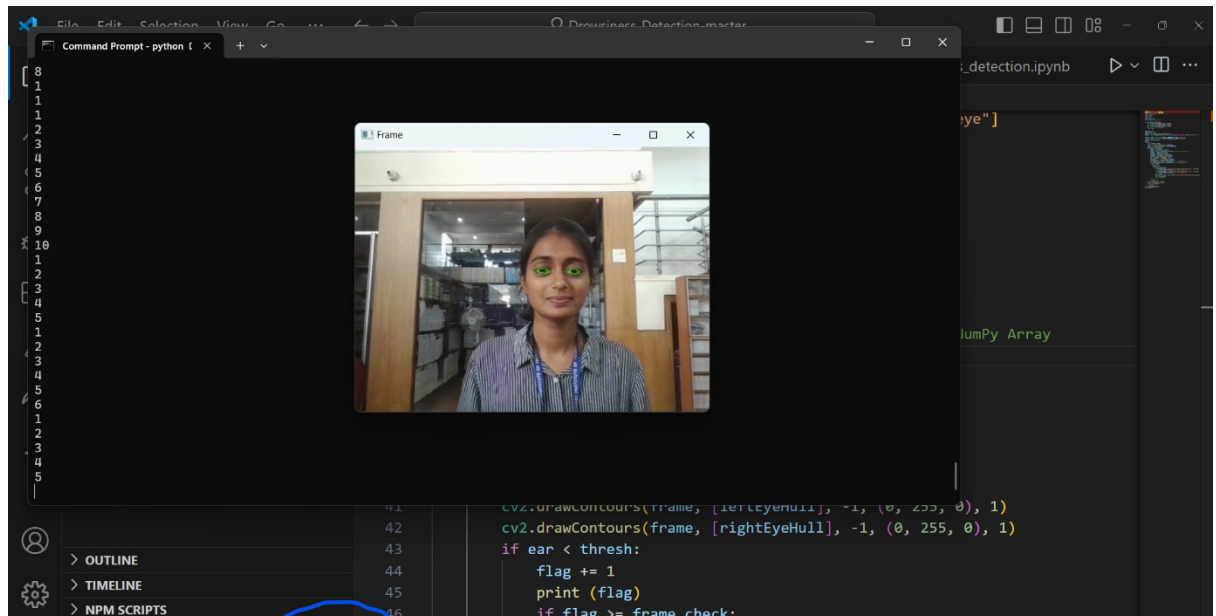 File Edit Selection View Go ... Drowsiness_Detection-master
Command Prompt - python
s_detection.ipynb
8
1
1
1
2
3
4
5
6
7
8
9
10
1
2
3
4
5
1
2
3
4
5
6
1
2
3
4
5
Frame
eye"]
NumPy Array
41 cv2.drawContours(frame, [leftEyeHull], -1, (0, 255, 0), 1)
42 cv2.drawContours(frame, [rightEyeHull], -1, (0, 255, 0), 1)
43 if ear < thresh:
44 flag += 1
45 print (flag)
46 if flag >= frame_check:
> OUTLINE
> TIMELINE
> NPM SCRIPTS